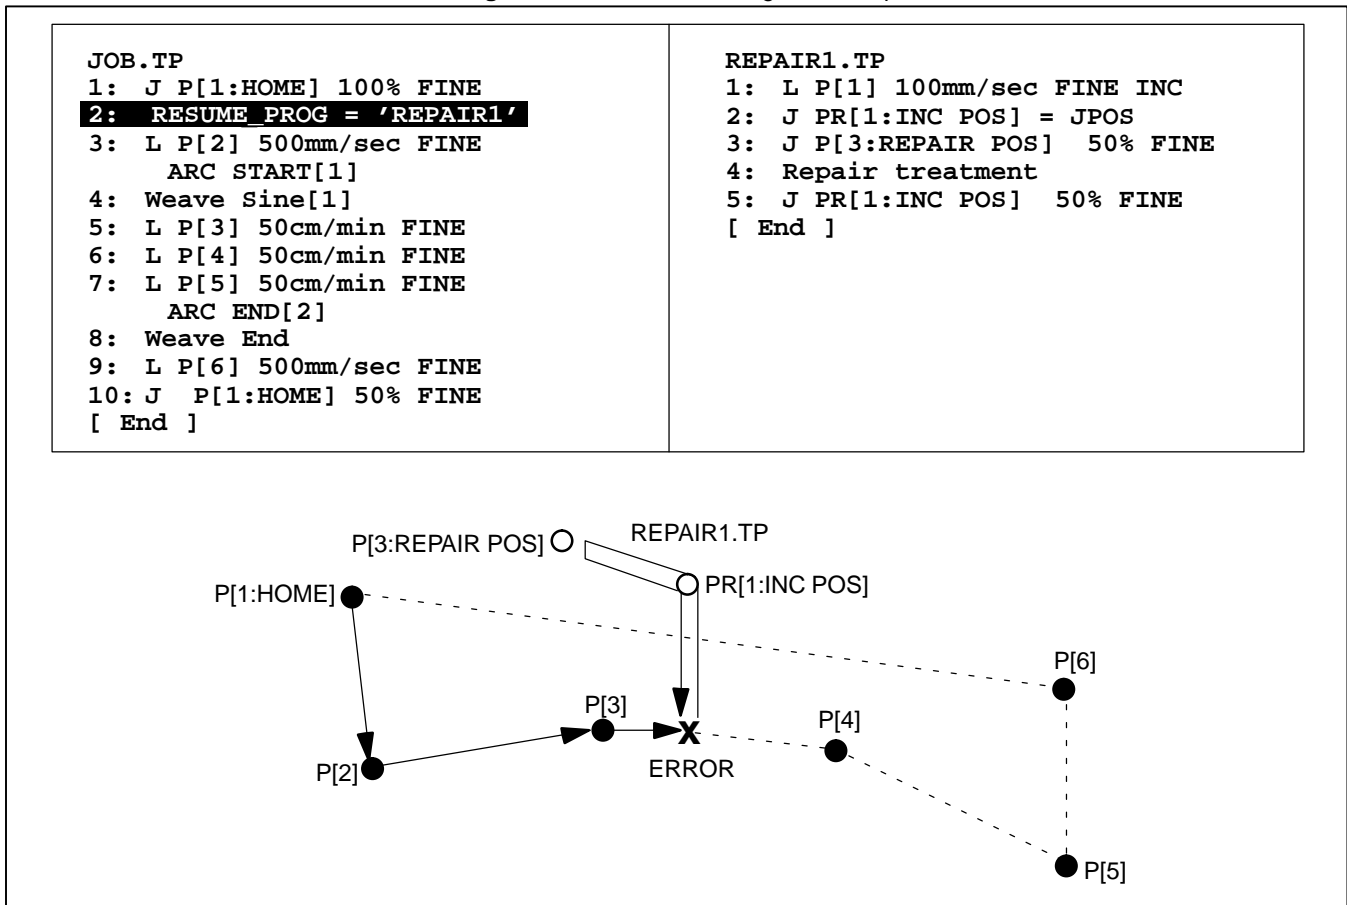 JOB.TP
1: J P[1:HOME] 100% FINE
2: RESUME_PROG = ’REPAIR1’
3: L P[2] 500mm/sec FINE
ARC START[1]
4: Weave Sine[1]
5: L P[3] 50cm/min FINE
6: L P[4] 50cm/min FINE
7: L P[5] 50cm/min FINE
ARC END[2]
8: Weave End
9: L P[6] 500mm/sec FINE
10: J P[1:HOME] 50% FINE
[ End ]
REPAIR1.TP
1: L P[1] 100mm/sec FINE INC
2: J PR[1:INC POS] = JPOS
3: J P[3:REPAIR POS] 50% FINE
4: Repair treatment
5: J PR[1:INC POS] 50% FINE
[ End ]
P[3:REPAIR POS]
REPAIR1.TP
P[1:HOME]
PR[1:INC POS]
P[6]
P[3]
P[4]
X
P[2]
ERROR
P[5]